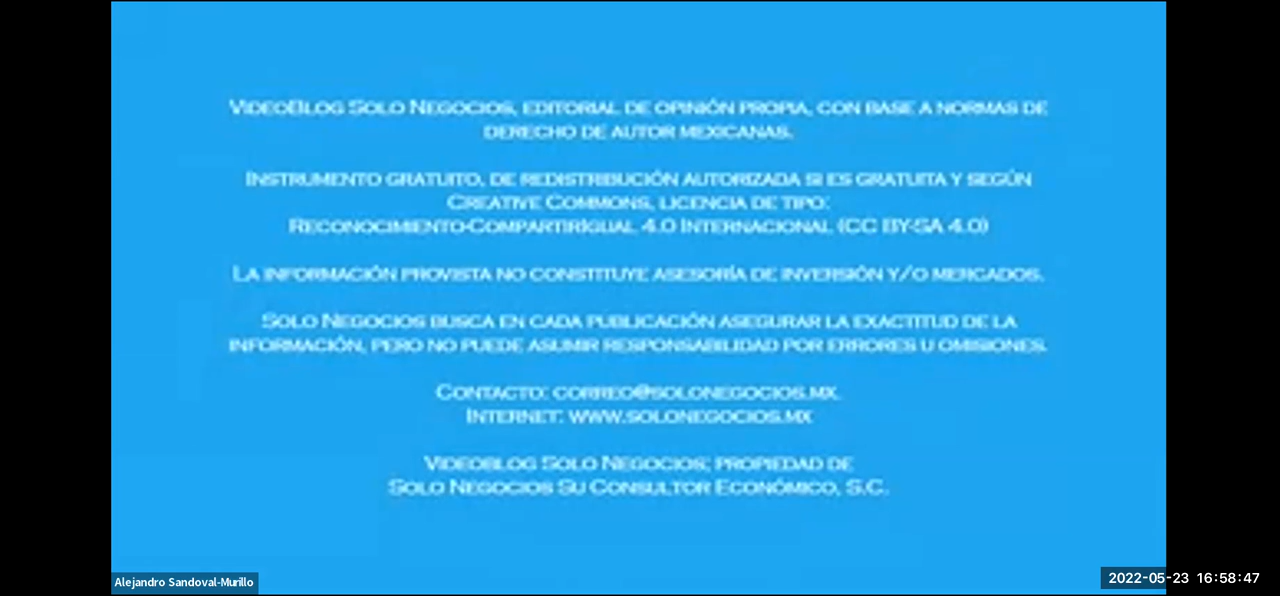 VideoBlog Solo Negocios, editorial de opinión propia, con base a normas de
derecho de autor mexicanas.
Instrumento gratuito, de redistribución autorizada si es gratuita y según
Creative Commons, licencia de tipo:
Reconocimiento-CompartirIgual 4.0 Internacional (CC BY-SA 4.0)
La información provista no constituye asesoría de inversión y/o mercados.
Solo Negocios busca en cada publicación asegurar la exactitud de la
información, pero no puede asumir responsabilidad por errores u omisiones.
Contacto: correo@solonegocios.mx.
Internet: www.solonegocios.mx
Videoblog Solo Negocios; propiedad de
Solo Negocios Su Consultor Económico, S.C.
Alejandro Sandoval-Murillo
2022-05-23 16:58:47